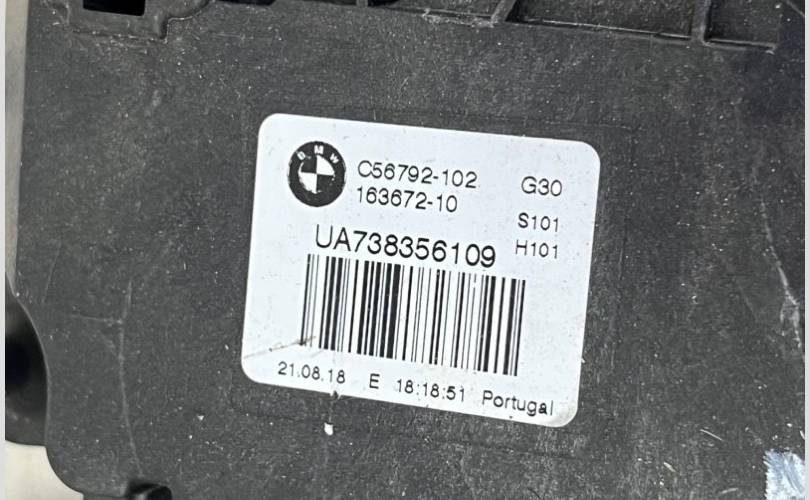 BMW
C56792-102 G30
163672-10 S101
UA738356109 H101
21.08.18 E 18:18:51 Portugal